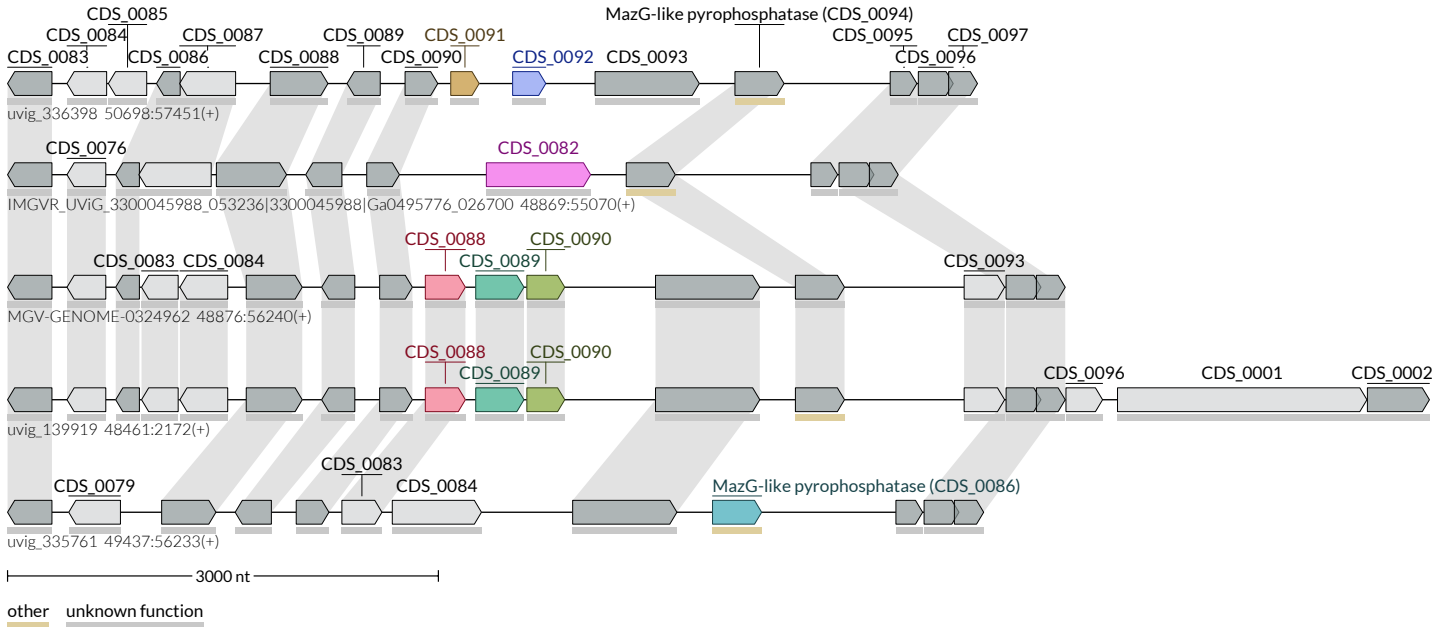 CDS_0085
MazG-like pyrophosphatase (CDS_0094)
CDS_0084 CDS_0087 CDS_0089 CDS_0091 CDS_0095 CDS_0097
CDS_0083 CDS_0086 CDS_0088 CDS_0090 CDS_0092 CDS_0093 CDS_0096
uvig_336398 50698:57451(+)
CDS_0076 CDS_0082
IMGVR_UViG_3300045988_053236|3300045988|Ga0495776_026700 48869:55070(+)
CDS_0088 CDS_0090
CDS_0083 CDS_0084 CDS_0089 CDS_0093
MGV-GENOME-0324962 48876:56240(+)
CDS_0088 CDS_0090
CDS_0089 CDS_0096 CDS_0001 CDS_0002
uvig_139919 48461:2172(+)
CDS_0083
CDS_0079 CDS_0084 MazG-like pyrophosphatase (CDS_0086)
uvig_335761 49437:56233(+)
3000 nt
other unknown function